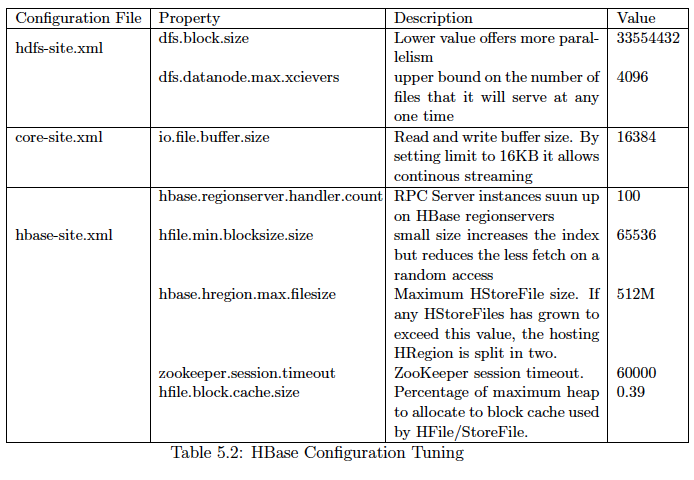 Configuration File Property Description Value
hdfs-site.xml dfs.block.size Lower value offers more paral- 33554432
lelism
dfs.datanode.max.xcievers upper bound on the number of 4096
files that it will serve at any
one time
core-site.xml io.file.buffer.size Read and write buffer size. By 16384
setting limit to 16KB it allows
continous streaming
hbase.regionserver.handler.count RPC Server instances suun up 100
on HBase regionservers
hbase-site.xml hfile.min.blocksize.size small size increases the index 65536
but reduces the less fetch on a
random access
hbase.hregion.max.filesize Maximum HStoreFile size. If 512M
any HStoreFiles has grown to
exceed this value, the hosting
HRegion is split in two.
zookeeper.session.timeout ZooKeeper session timeout. 60000
hfile.block.cache.size Percentage of maximum heap 0.39
to allocate to block cache used
by HFile/StoreFile.
Table 5.2: HBase Configuration Tuning